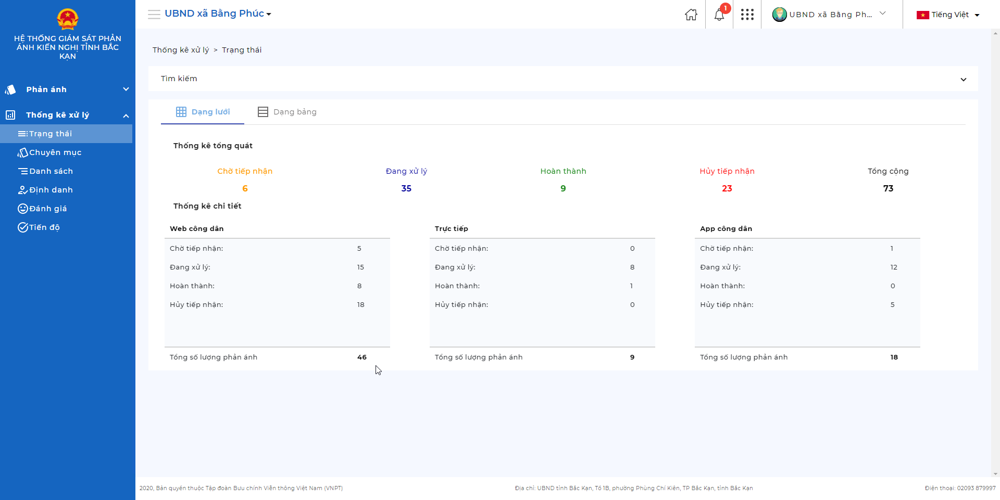 HỆ THỐNG GIÁM SÁT PHẢN
ÁNH KIẾN NGHỊ TỈNH BẮC
KẠN
Phản ánh
Thống kê xử lý
Trạng thái
Chuyên mục
Danh sách
Định danh
Đánh giá
Tiến độ
UBND xã Bằng Phúc
1
UBND xã Bằng Ph...
Tiếng Việt
Thống kê xử lý > Trạng thái
Tìm kiếm
Dạng lưới
Dạng bảng
Thống kê tổng quát
Chờ tiếp nhận Đang xử lý Hoàn thành Hủy tiếp nhận Tổng cộng
6 35 9 23 73
Thống kê chi tiết
Web công dân
Chờ tiếp nhận: 5
Đang xử lý: 15
Hoàn thành: 8
Hủy tiếp nhận: 18
Tổng số lượng phản ánh 46
Trực tiếp
Chờ tiếp nhận: 0
Đang xử lý: 8
Hoàn thành: 1
Hủy tiếp nhận: 0
Tổng số lượng phản ánh 9
App công dân
Chờ tiếp nhận: 1
Đang xử lý: 12
Hoàn thành: 0
Hủy tiếp nhận: 5
Tổng số lượng phản ánh 18
2020, Bản quyền thuộc Tập đoàn Bưu chính Viễn thông Việt Nam (VNPT)
Địa chỉ: UBND tỉnh Bắc Kạn, Tổ 1B, phường Phùng Chí Kiên, TP Bắc Kạn, tỉnh Bắc Kạn
Điện thoại: 02093 879997